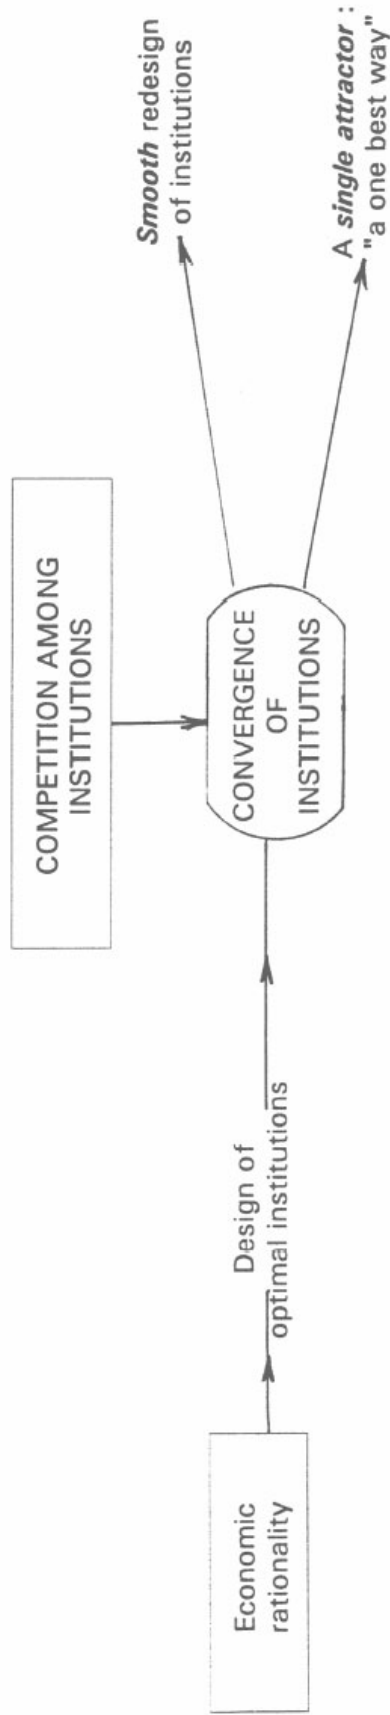 COMPETITION AMONG
INSTITUTIONS
Economic
rationality
Design of
optimal institutions
CONVERGENCE
OF
INSTITUTIONS
Smooth redesign
of institutions
A single attractor :
"a one best way"